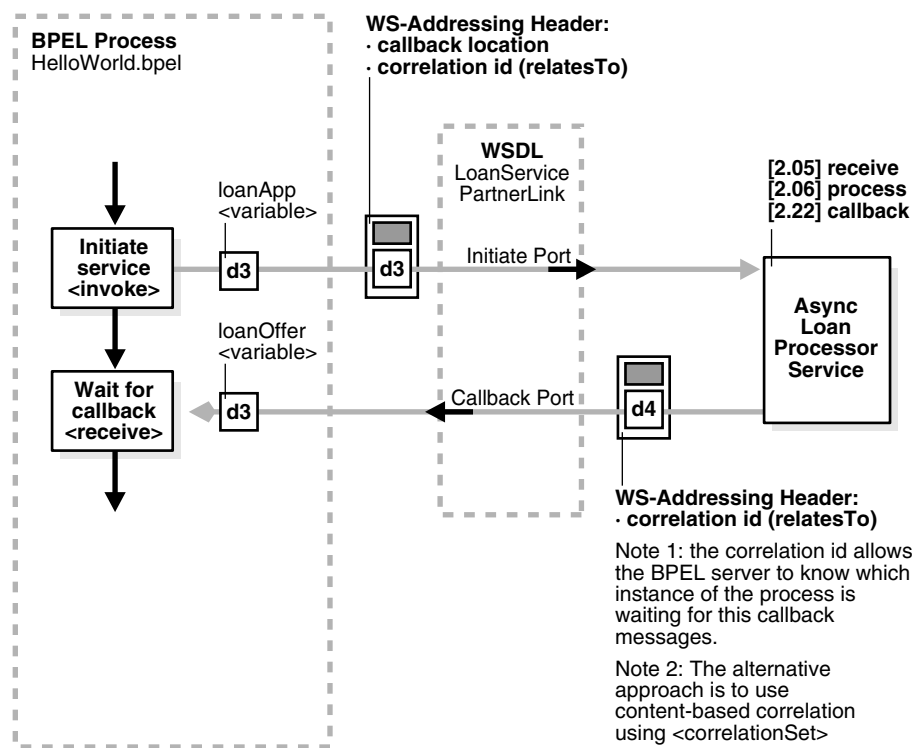 BPEL Process
HelloWorld.bpel
WS-Addressing Header:
· callback location
· correlation id (relatesTo)
WSDL
LoanService
PartnerLink
[2.05] receive
[2.06] process
[2.22] callback
loanApp
<variable>
Initiate
service
<invoke>
d3
d3
Initiate Port
Async
Loan
Processor
Service
loanOffer
<variable>
Wait for
callback
<receive>
d3
Callback Port
d4
WS-Addressing Header:
· correlation id (relatesTo)
Note 1: the correlation id allows
the BPEL server to know which
instance of the process is
waiting for this callback
messages.
Note 2: The alternative
approach is to use
content-based correlation
using <correlationSet>